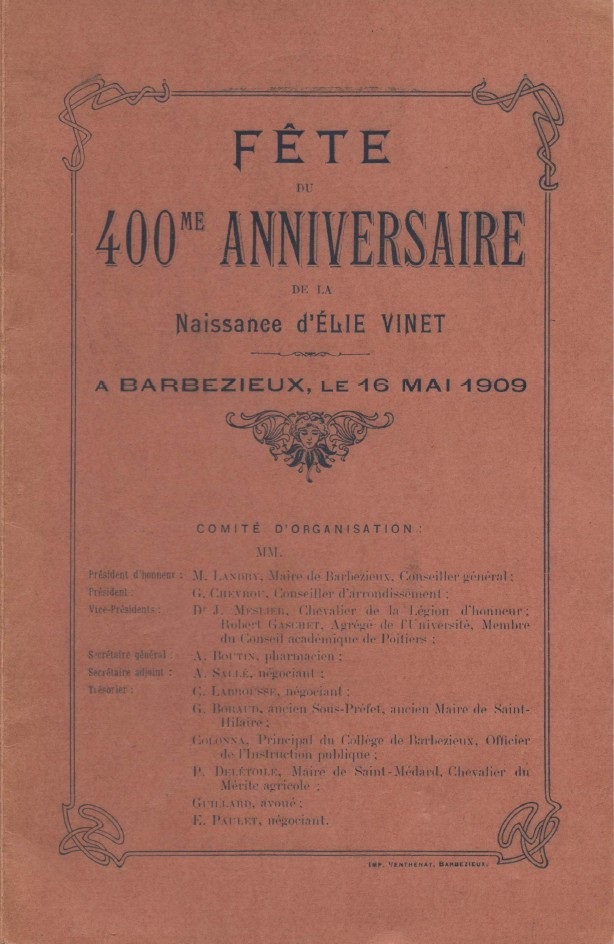 FÊTE
DU
400ME ANNIVERSAIRE
DE LA
Naissance d'ÉLIE VINET
A BARBEZIEUX, LE 16 MAI 1909
COMITÉ D'ORGANISATION :
MM.
Président d'honneur : M. LANDRY, Maire de Barbezieux, Conseiller général ;
Président : G. CHEVROU, Conseiller d'arrondissement ;
Vice-Présidents : Dr J. MESLIER, Chevalier de la Légion d'honneur ;
Robert GASCHET, Agrégé de l'Université, Membre
du Conseil académique de Poitiers ;
Secrétaire général : A. BOUTIN, pharmacien ;
Secrétaire adjoint : A. SALLÉ, négociant ;
Trésorier : C. LABROUSSE, négociant ;
G. BORAUD, ancien Sous-Préfet, ancien Maire de Saint-
Hilaire ;
COLONNA, Principal du Collège de Barbezieux, Officier
de l'Instruction publique ;
P. DELÉTOILE, Maire de Saint-Médard, Chevalier du
Mérite agricole ;
GUILLARD, avoué ;
E. PAULET, négociant.
IMP. VENTHENAT, BARBEZIEUX.